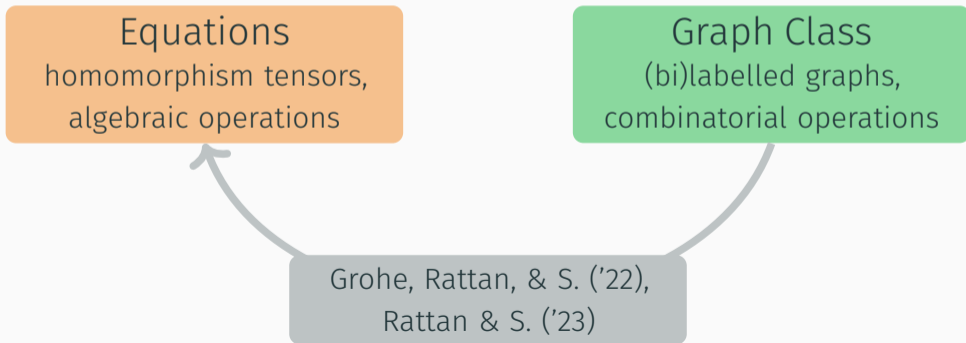 Equations
homomorphism tensors,
algebraic operations
Graph Class
(bi)labelled graphs,
combinatorial operations
Grohe, Rattan, & S. (’22),
Rattan & S. (’23)